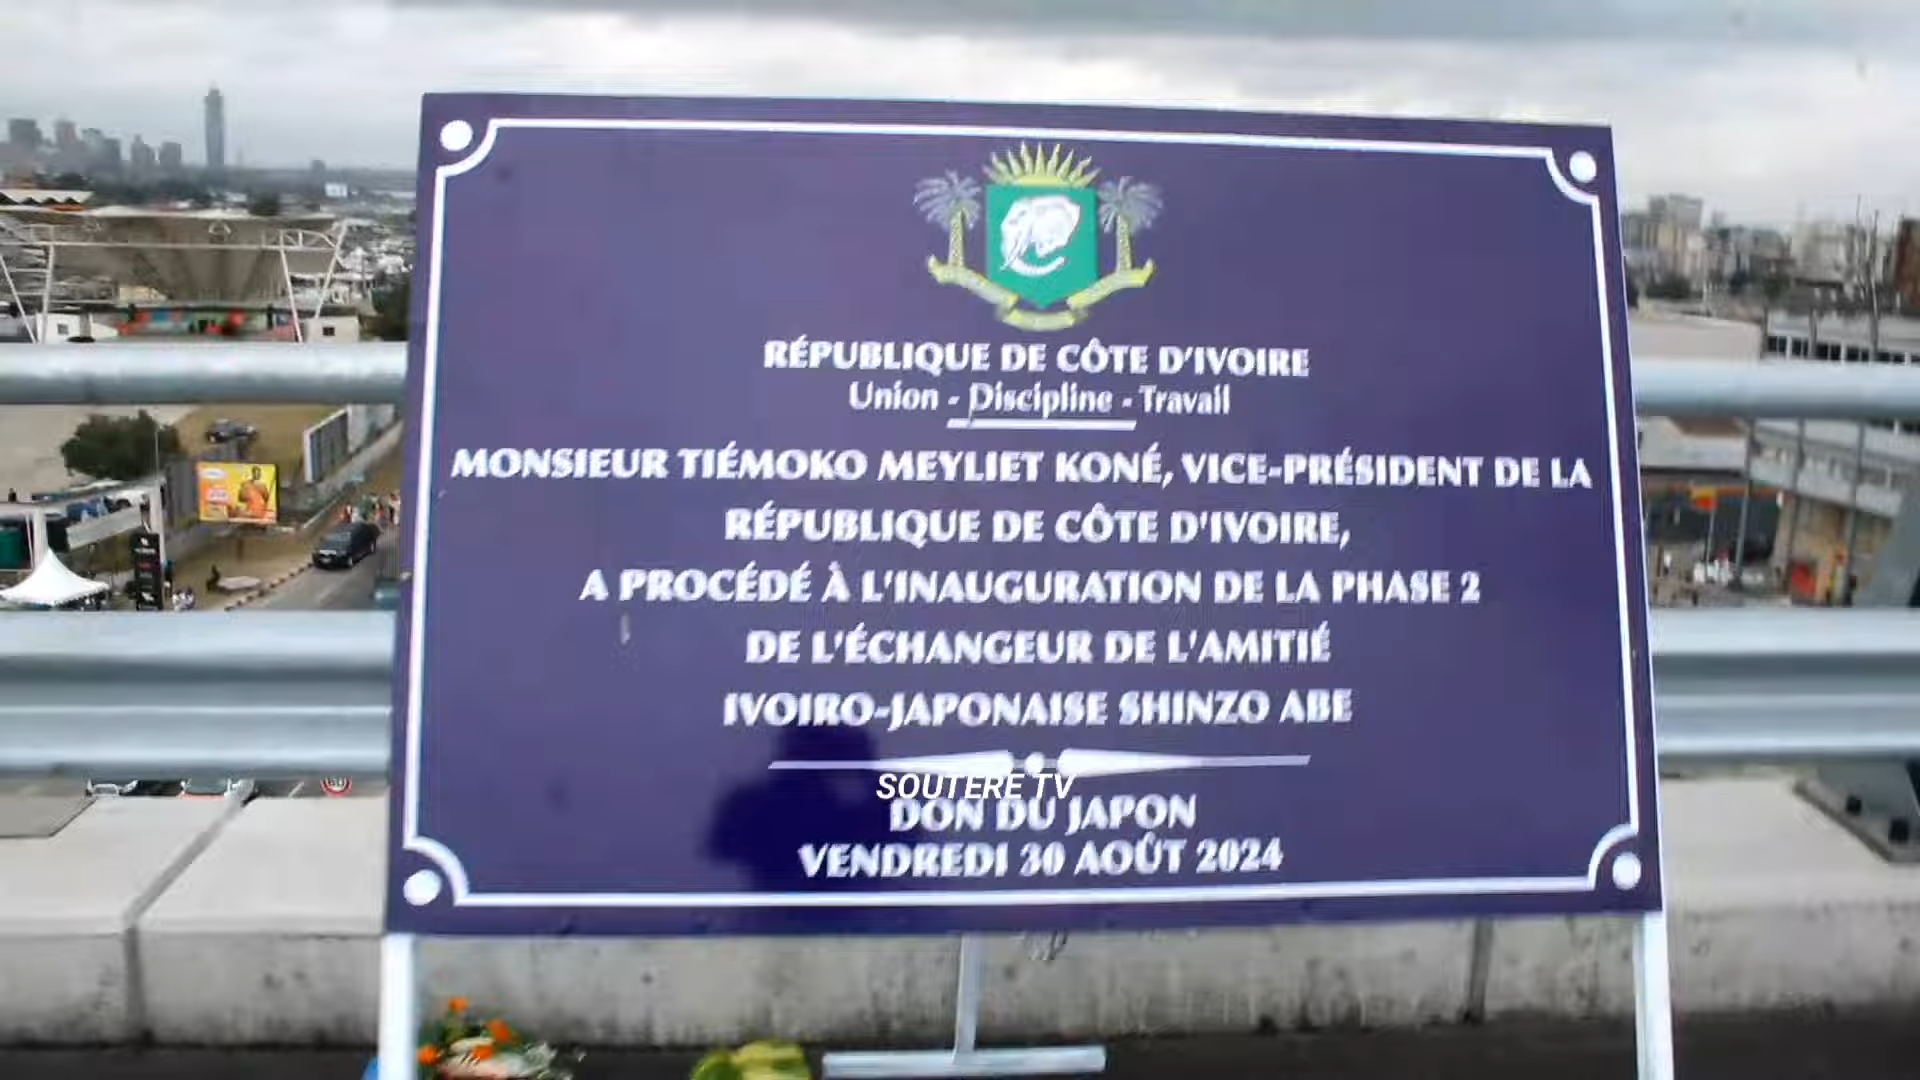 RÉPUBLIQUE DE CÔTE D'IVOIRE
Union - Discipline - Travail
MONSIEUR TIÉMOKO MEYLIET KONÉ, VICE-PRÉSIDENT DE LA
RÉPUBLIQUE DE CÔTE D'IVOIRE,
A PROCÉDÉ À L'INAUGURATION DE LA PHASE 2
DE L'ÉCHANGEUR DE L'AMITIÉ
IVOIRO-JAPONAISE SHINZO ABE
SOUTERE TV
DON DU JAPON
VENDREDI 30 AOÛT 2024